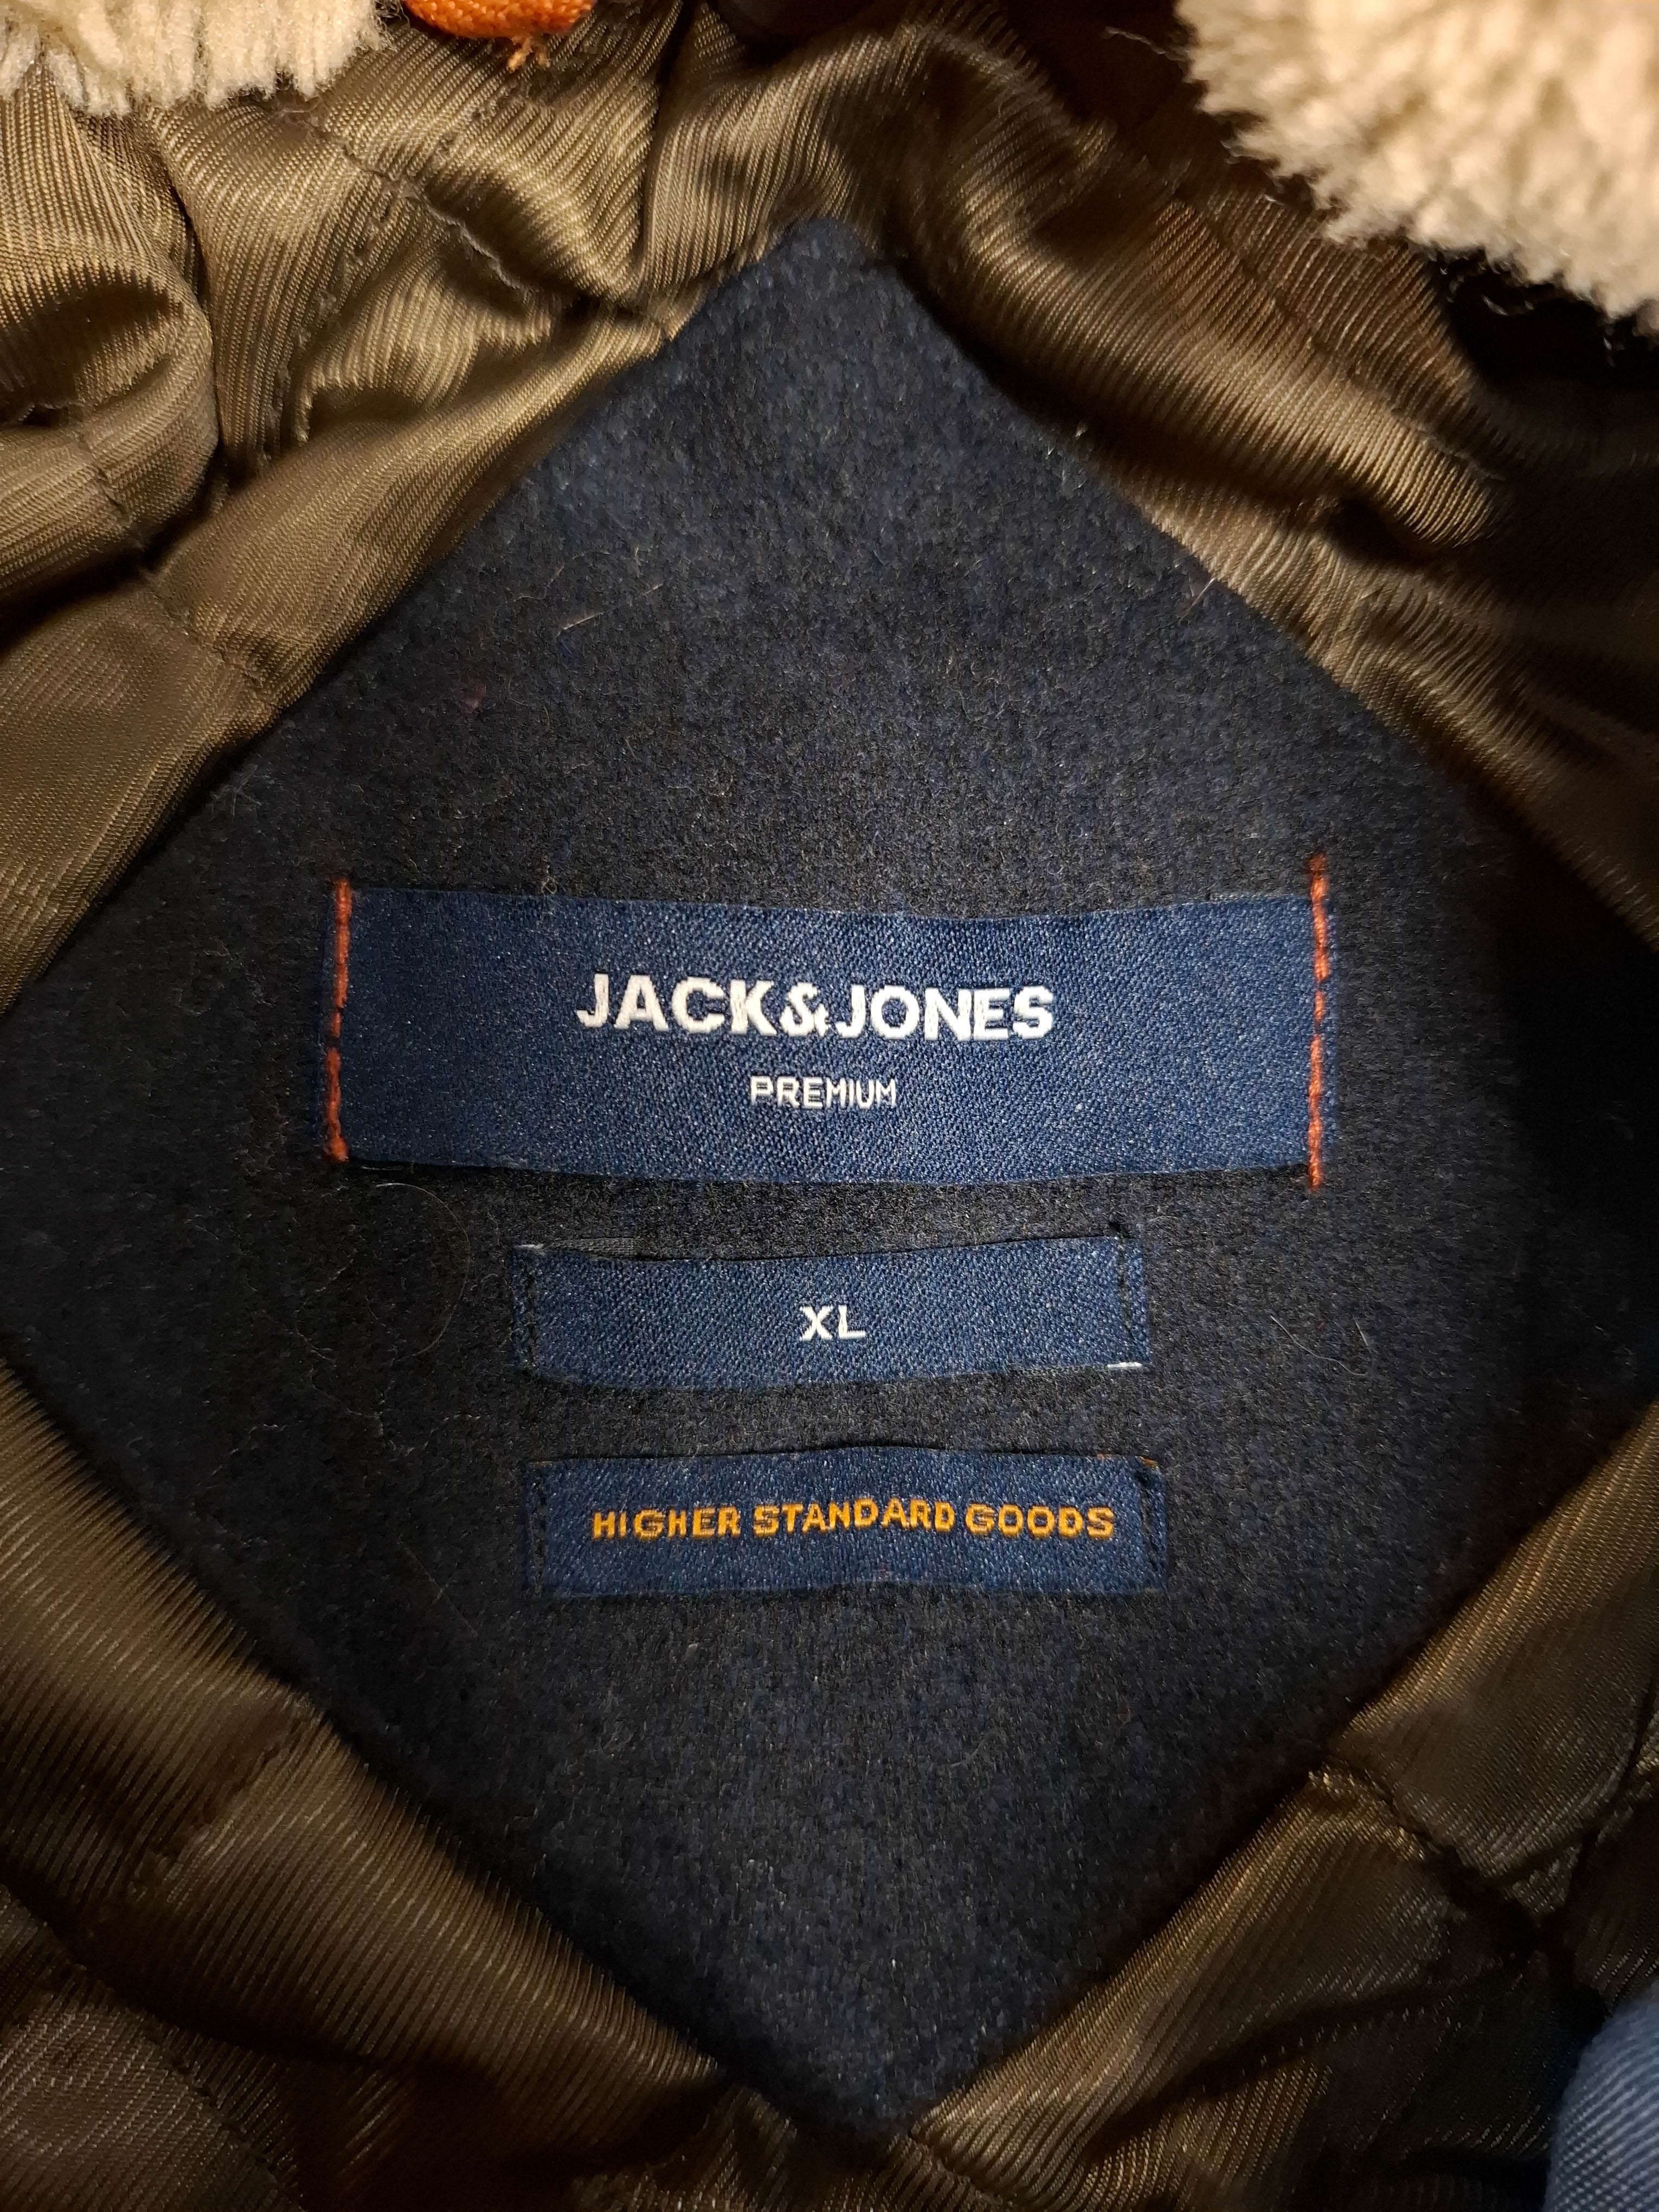 JACK&JONES
PREMIUM
XL
HIGHER STANDARD GOODS